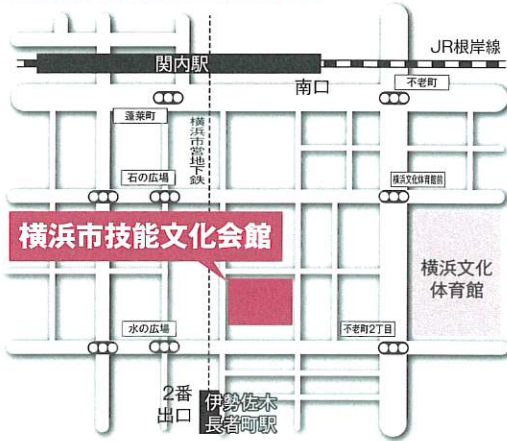 JR根岸線
関内駅
南口
不老町
蓬莱町
横浜市営地下鉄
石の広場
横浜文化体育館前
横浜市技能文化会館
横浜文化
体育館
水の広場
不老町2丁目
2番
出口
伊勢佐木
長者町駅